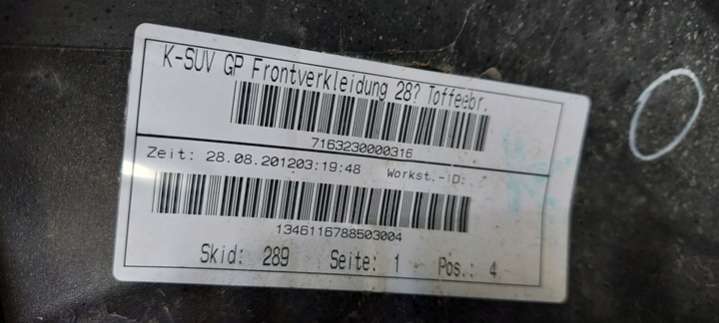 K-SUV GP Frontverkleidung 28? Toffeebr.
7163230000316
Zeit: 28.08.201203:19:48 Workst.-ID:
1346116788503004
Skid: 289 Seite: 1 Pos.: 4